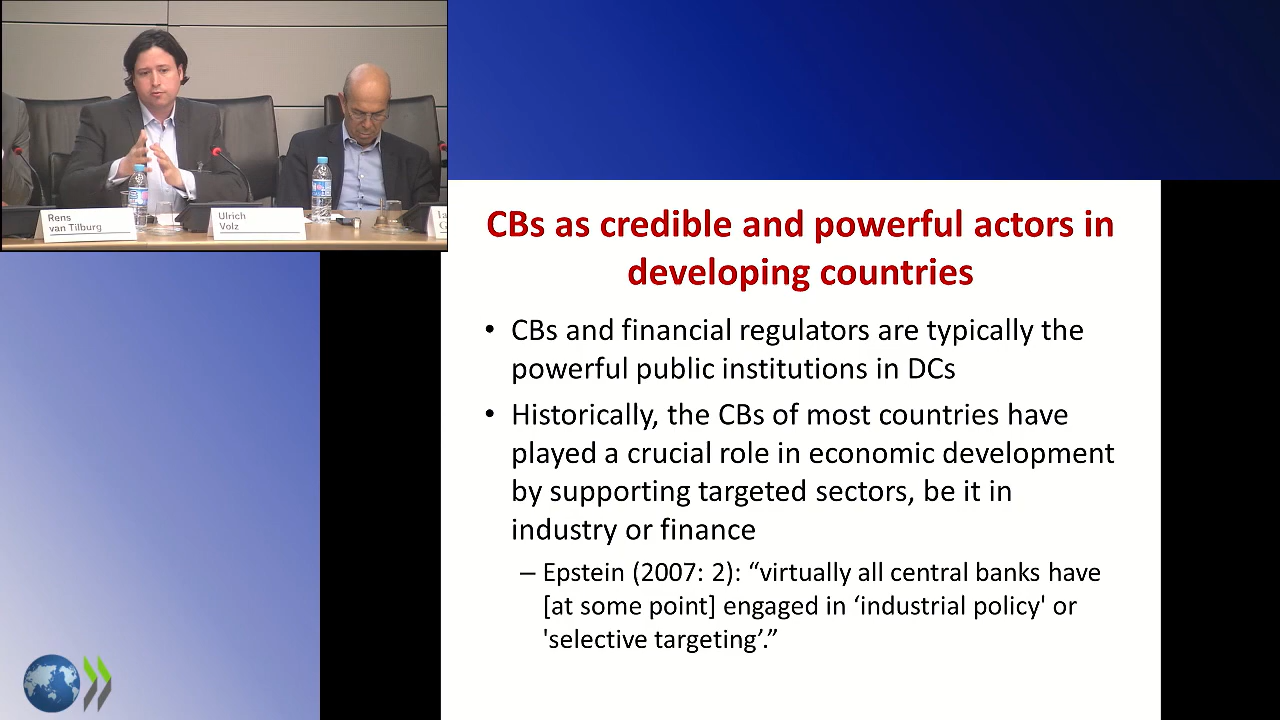 Rens
van Tilburg
Ulrich
Volz
CBs as credible and powerful actors in
developing countries
• CBs and financial regulators are typically the
powerful public institutions in DCs
• Historically, the CBs of most countries have
played a crucial role in economic development
by supporting targeted sectors, be it in
industry or finance
– Epstein (2007: 2): “virtually all central banks have
[at some point] engaged in ‘industrial policy' or
'selective targeting’.”